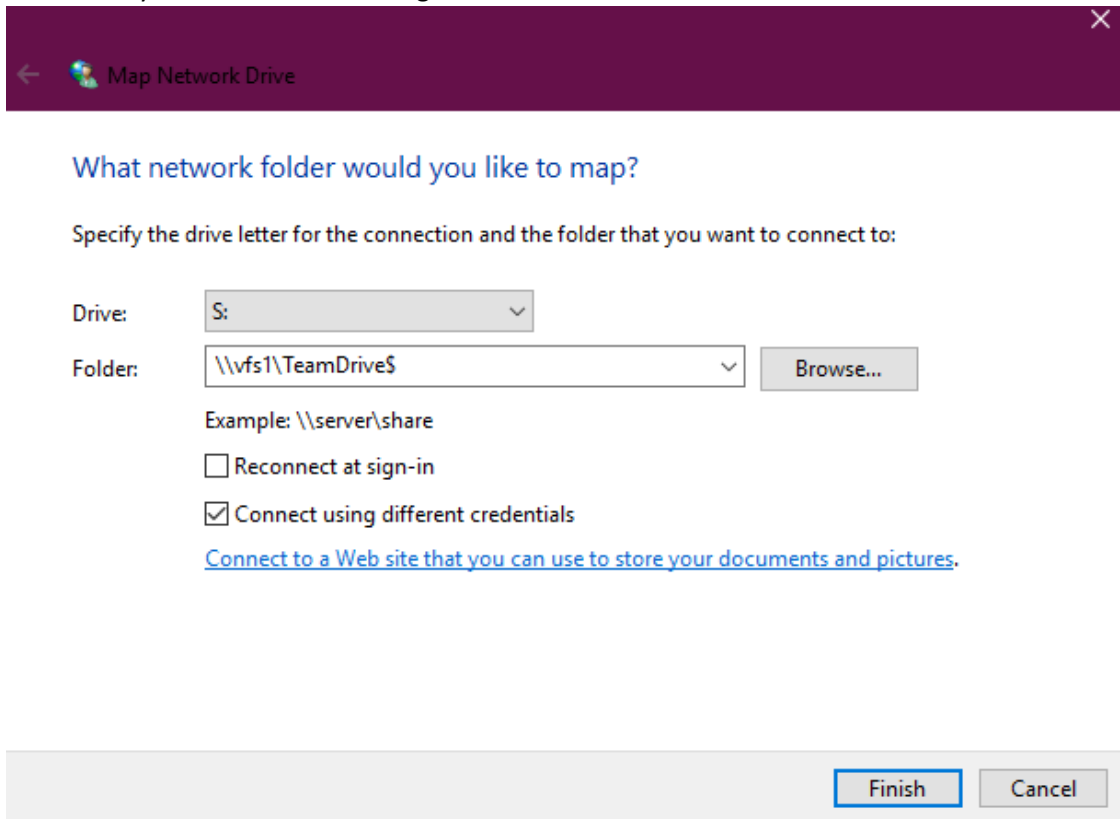 Map Network Drive
What network folder would you like to map?
Specify the drive letter for the connection and the folder that you want to connect to:
Drive: S:
Folder: \\vfs1\TeamDrive$ Browse...
Example: \\server\share
Reconnect at sign-in
Connect using different credentials
Connect to a Web site that you can use to store your documents and pictures.
Finish Cancel